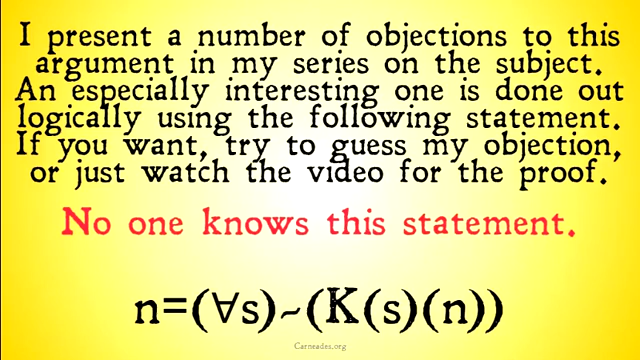 I present a number of objections to this
argument in my series on the subject.
An especially interesting one is done out
logically using the following statement.
If you want, try to guess my objection,
or just watch the video for the proof.
No one knows this statement.
n=(∀s)~(K(s)(n))
Carneades.org